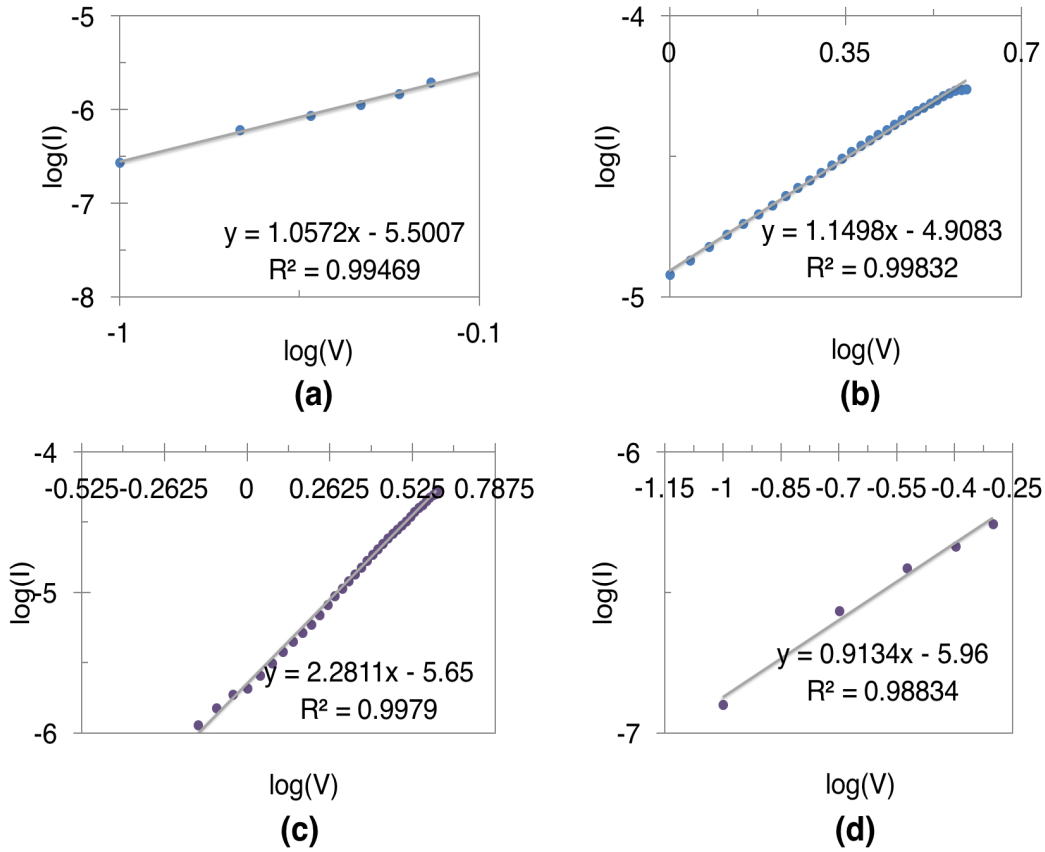 -5
-6
-7
-8
log(I)
y = 1.0572x - 5.5007
R² = 0.99469
-1
-0.1
log(V)
(a)
-4
0
0.35
0.7
log(I)
y = 1.1498x - 4.9083
R² = 0.99832
-5
log(V)
(b)
-4
-0.525
-0.2625
0
0.2625
0.525
0.7875
log(I)
-5
y = 2.2811x - 5.65
R² = 0.9979
-6
log(V)
(c)
-6
-1.15
-1
-0.85
-0.7
-0.55
-0.4
-0.25
log(I)
y = 0.9134x - 5.96
R² = 0.98834
-7
log(V)
(d)